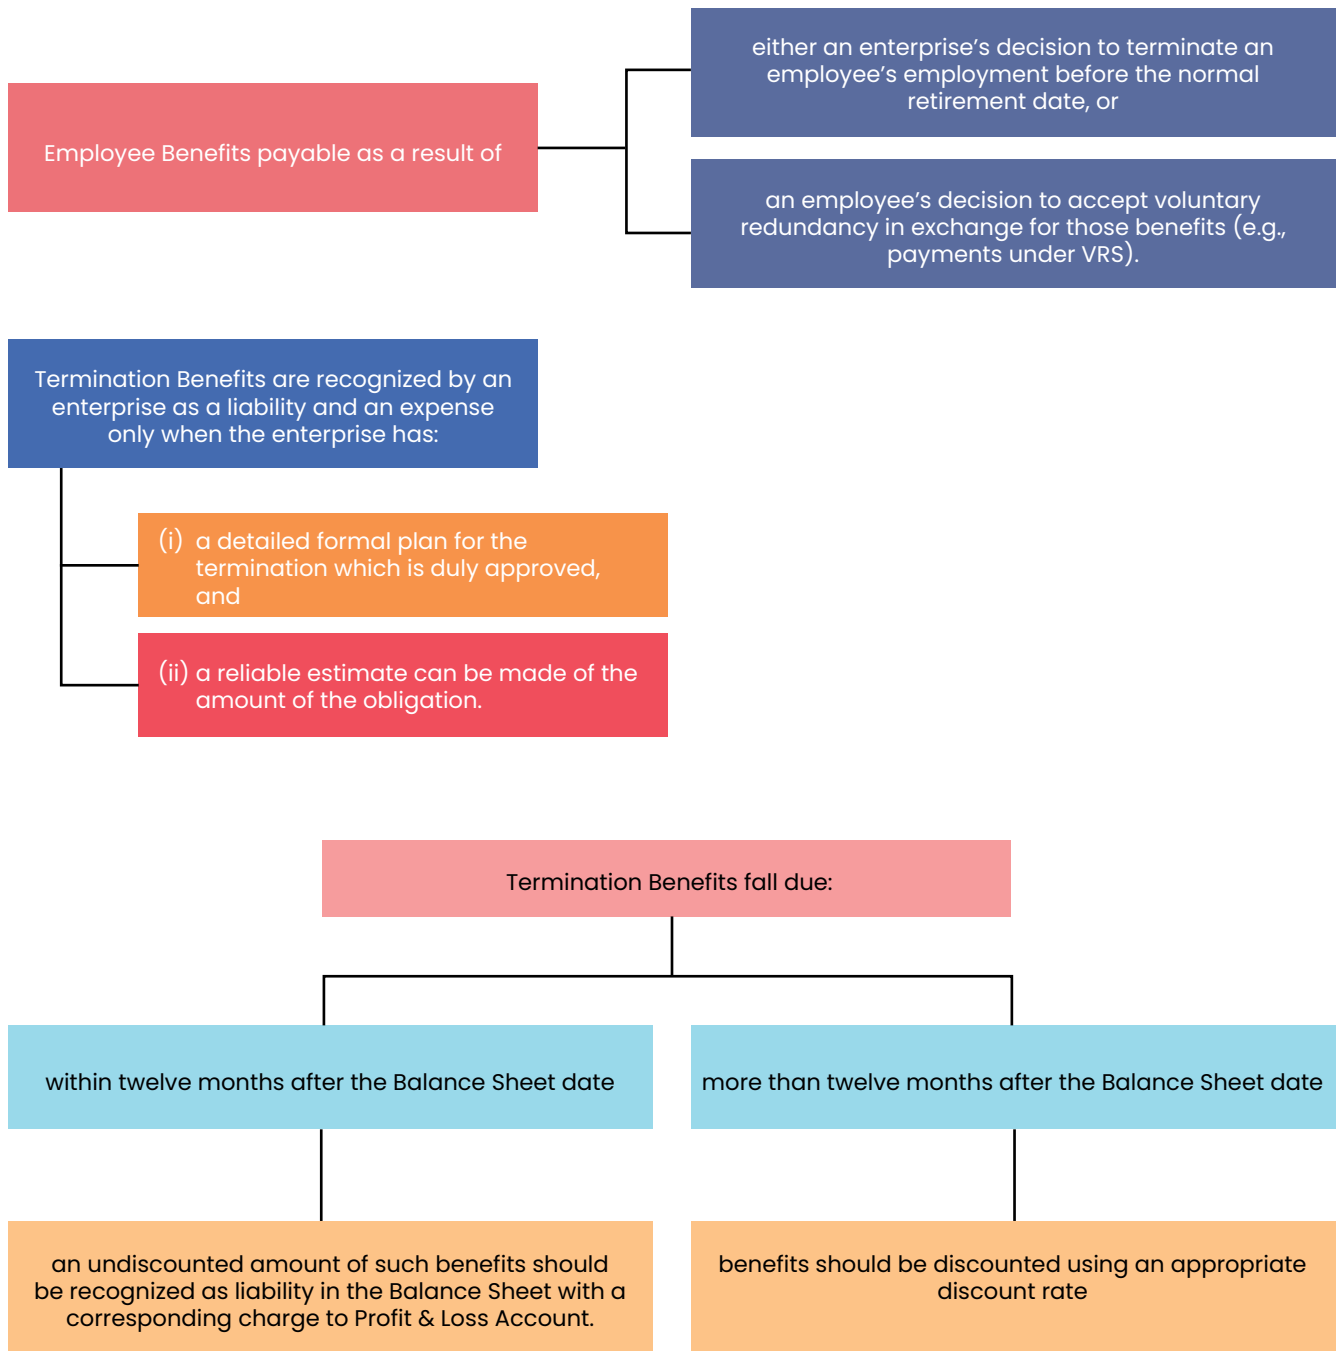 either an enterprise’s decision to terminate an
employee’s employment before the normal
retirement date, or
Employee Benefits payable as a result of
an employee’s decision to accept voluntary
redundancy in exchange for those benefits (e.g.,
payments under VRS).
Termination Benefits are recognized by an
enterprise as a liability and an expense
only when the enterprise has:
(i) a detailed formal plan for the
termination which is duly approved,
and
(ii) a reliable estimate can be made of the
amount of the obligation.
Termination Benefits fall due:
within twelve months after the Balance Sheet date
more than twelve months after the Balance Sheet date
an undiscounted amount of such benefits should
be recognized as liability in the Balance Sheet with a
corresponding charge to Profit & Loss Account.
benefits should be discounted using an appropriate
discount rate